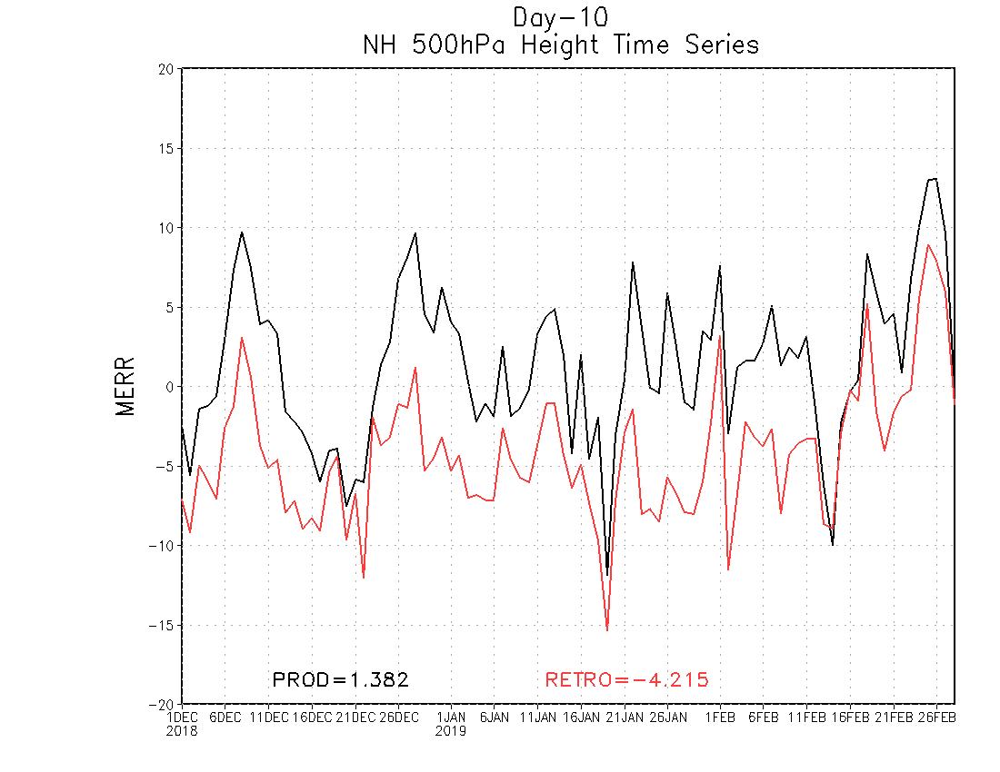 Day−10
NH 500hPa Height Time Series
20
15
10
5
0
−5
−10
−15
−20
MERR
PROD=1.382 RETRO=−4.215
1DEC 6DEC 11DEC 16DEC 21DEC 26DEC 1JAN 6JAN 11JAN 16JAN 21JAN 26JAN 1FEB 6FEB 11FEB 16FEB 21FEB 26FEB
2018 2019